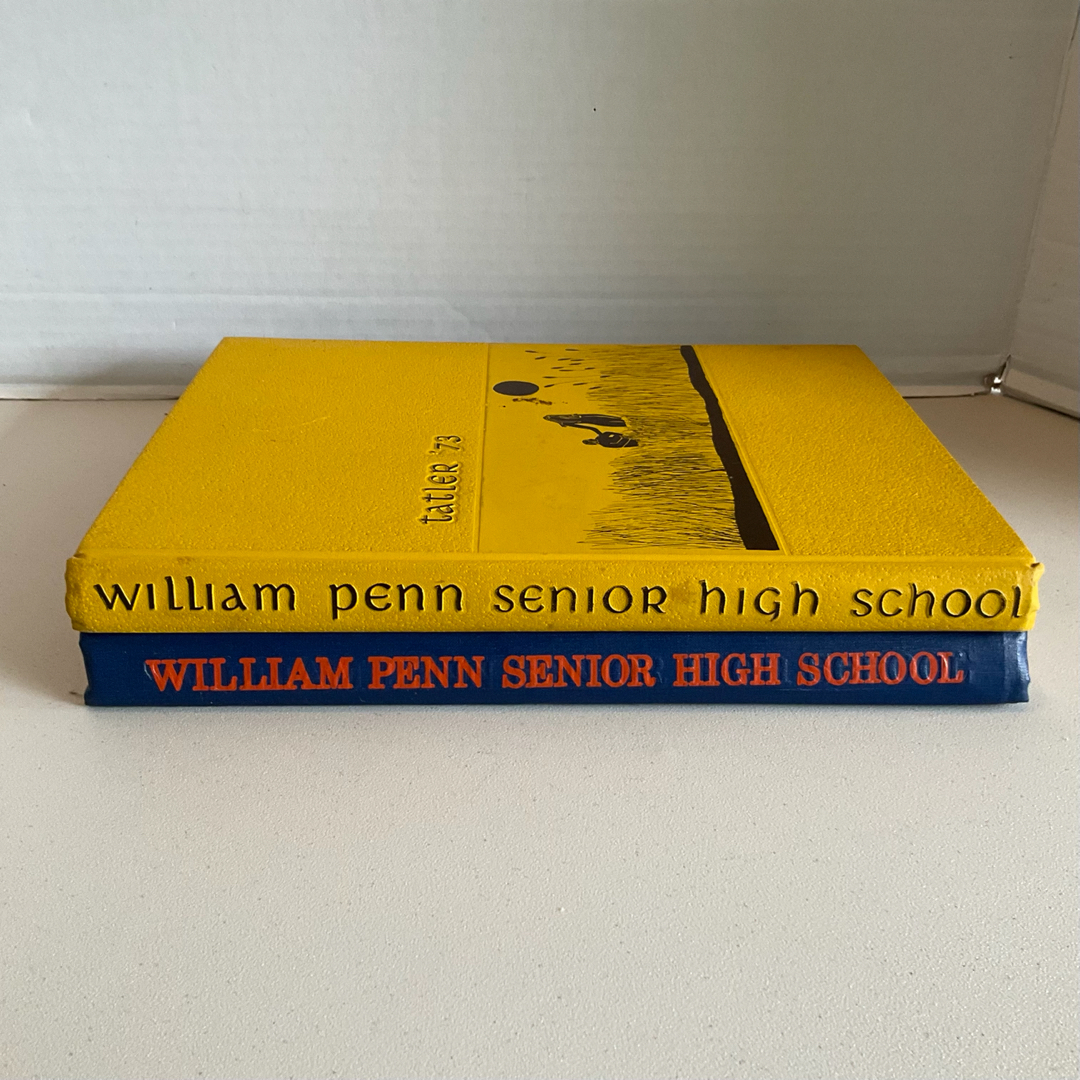 tatler '73
william penn senior high school
WILLIAM PENN SENIOR HIGH SCHOOL